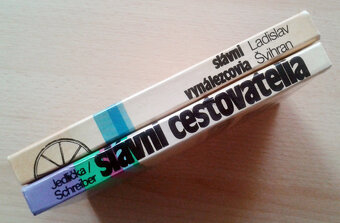 slávni
vynálezcovia
Ladislav
Švihran
Jedlička/
Schreiber
slávni cestovatelia